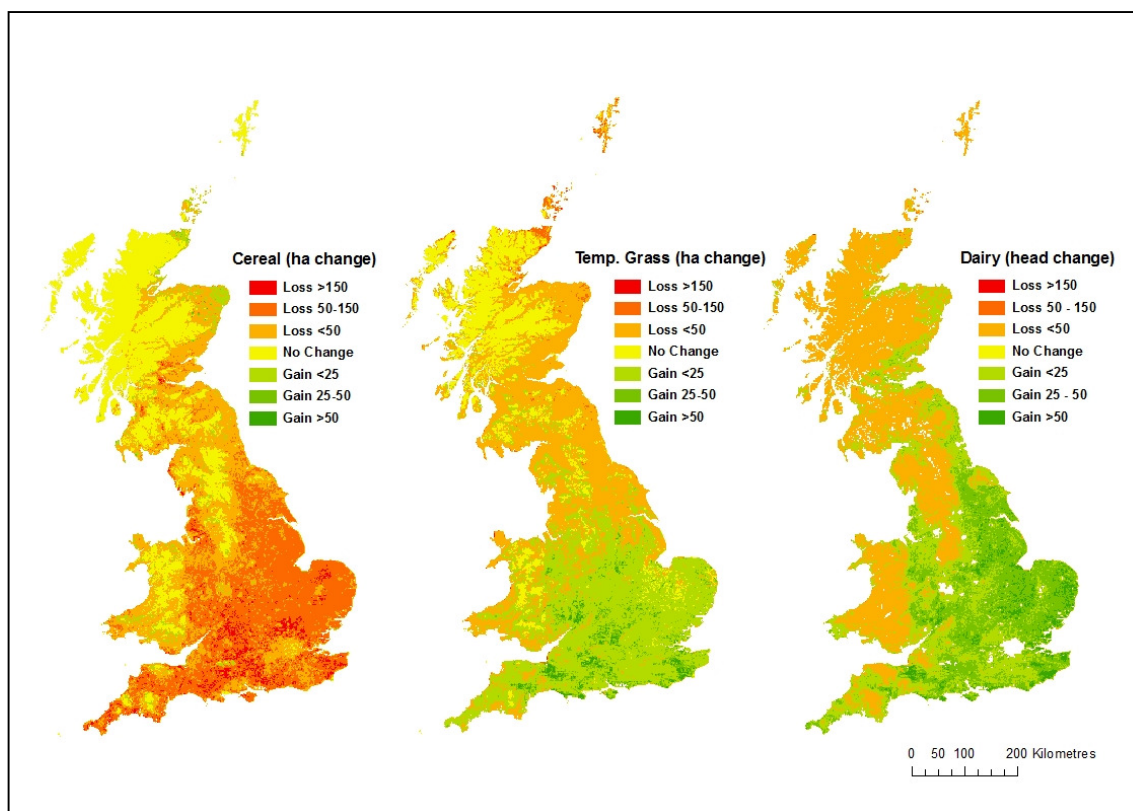 Cereal (ha change)
Loss >150
Loss 50-150
Loss <50
No Change
Gain <25
Gain 25-50
Gain >50
Temp. Grass (ha change)
Loss >150
Loss 50-150
Loss <50
No Change
Gain <25
Gain 25-50
Gain >50
Dairy (head change)
Loss >150
Loss 50 - 150
Loss <50
No Change
Gain <25
Gain 25 - 50
Gain >50
0 50 100 200 Kilometres